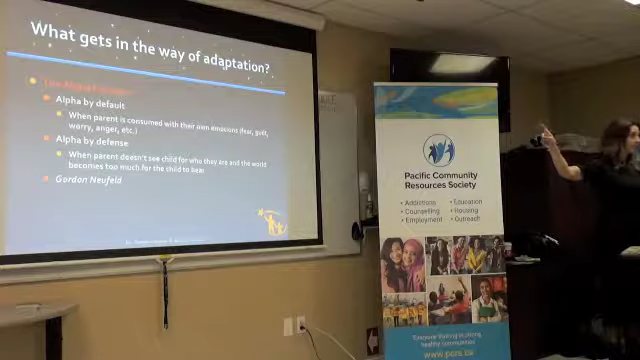 What gets in the way of adaptation?
Alpha by default
When parent is consumed with their own emotions (fear, guilt,
worry, anger, etc.)
Alpha by defense
When parent doesn't see child for who they are and the world
becomes too much for the child to bear
Gordon Neufeld
Pacific Community
Resources Society
• Addictions • Education
• Counselling • Housing
• Employment • Outreach
healthy communities
www.pcrs.ca